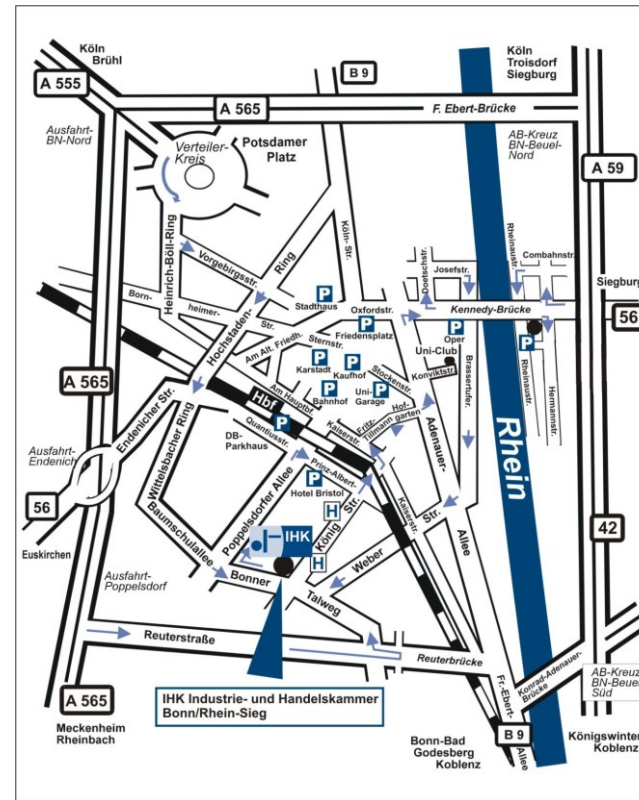 Köln
Brühl
B 9
Köln
Troisdorf
Siegburg
A 555
A 565
F. Ebert-Brücke
Ausfahrt-
BN-Nord
Verteiler-
Kreis
Potsdamer
Platz
AB-Kreuz
BN-Beuel-
Nord
A 59
Heinrich-Böll-Ring
Vorgebirgsstr.
Ring
Köln- Str.
Doetschstr.
Josefstr.
Rheinaustr.
Combahnstr.
Siegburg
Born-
heimer-
Str.
Hochstaden-
P
Stadthaus
Oxfordstr.
Kennedy-Brücke
56
P
Friedensplatz
P
Oper
P
Am Alt. Friedh.
Sternstr.
P
Karstadt
P
Kaufhof
Stockenstr.
Uni-Club
Konviktstr.
Brassertufer.
Rheinaustr.
Hermannstr.
A 565
Endenicher Str.
Hbf
Am Hauptbf.
P
Bahnhof
P
Uni-
Garage
Hof-
garten
Fritz-
Tillmann
Kaiserstr.
Adenauer-
Allee
Rhein
P
DB-
Parkhaus
Quantiusstr.
Prinz-Albert-
Str.
Wittelsbacher Ring
Ausfahrt-
Endenich
56
Euskirchen
Poppelsdorfer Allee
P
Hotel Bristol
H
König
Kaiserstr.
Str.
Baumschulallee
IHK
H
Weber
42
Ausfahrt-
Poppelsdorf
Bonner
Talweg
Reuterstraße
Reuterbrücke
Fr.-Ebert-
Allee
Konrad-Adenauer-
Brücke
AB-Kreuz
BN-Beuel
Süd
A 565
IHK Industrie- und Handelskammer
Bonn/Rhein-Sieg
B 9
Meckenheim
Rheinbach
Bonn-Bad
Godesberg
Koblenz
Königswinter
Koblenz